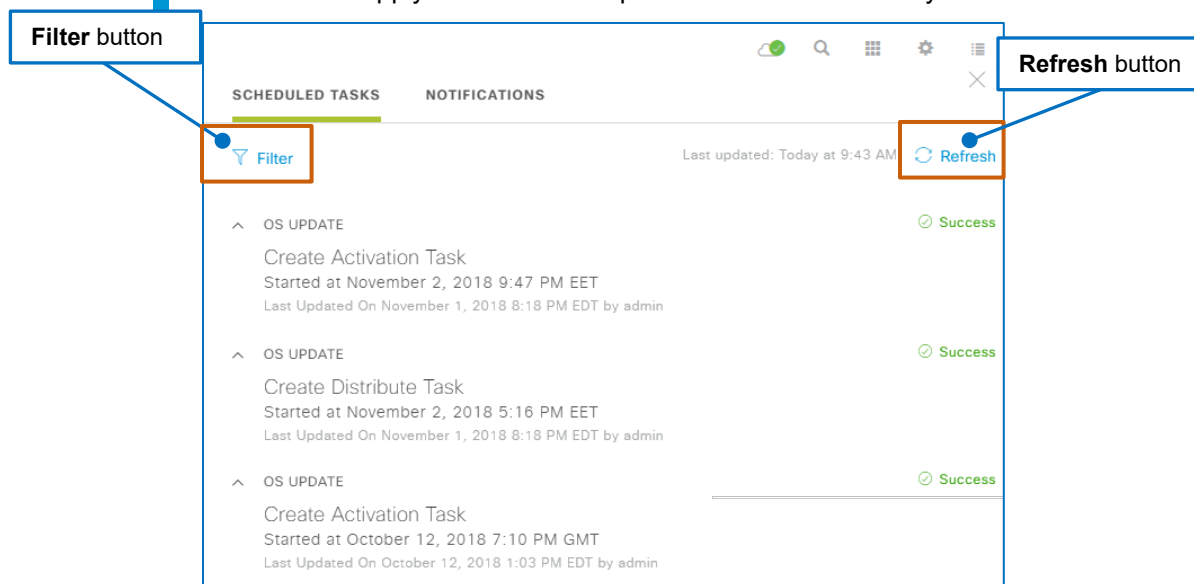 Filter button
Refresh button
SCHEDULED TASKS NOTIFICATIONS
Filter Last updated: Today at 9:43 AM Refresh
OS UPDATE Success
Create Activation Task
Started at November 2, 2018 9:47 PM EET
Last Updated On November 1, 2018 8:18 PM EDT by admin
OS UPDATE Success
Create Distribute Task
Started at November 2, 2018 5:16 PM EET
Last Updated On November 1, 2018 8:18 PM EDT by admin
OS UPDATE Success
Create Activation Task
Started at October 12, 2018 7:10 PM GMT
Last Updated On October 12, 2018 1:03 PM EDT by admin